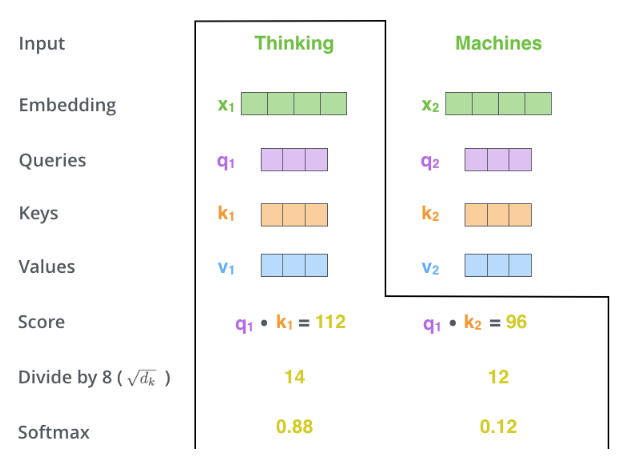 Input Thinking Machines
Embedding x₁ x₂
Queries q₁ q₂
Keys k₁ k₂
Values v₁ v₂
Score q₁ • k₁ = 112 q₁ • k₂ = 96
Divide by 8 ( √dₖ ) 14 12
Softmax 0.88 0.12